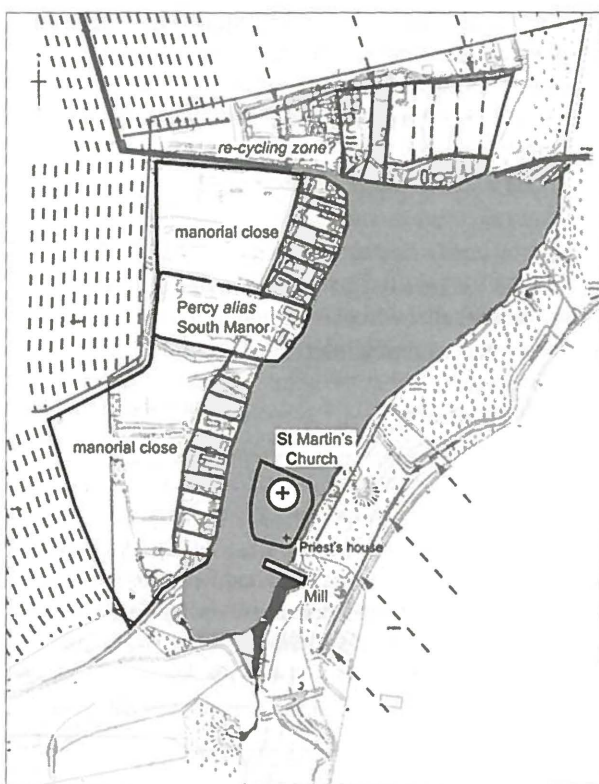 re-cycling zone?
manorial close
Percy alias
South Manor
manorial close
St Martin's
Church
Priest's house
Mill